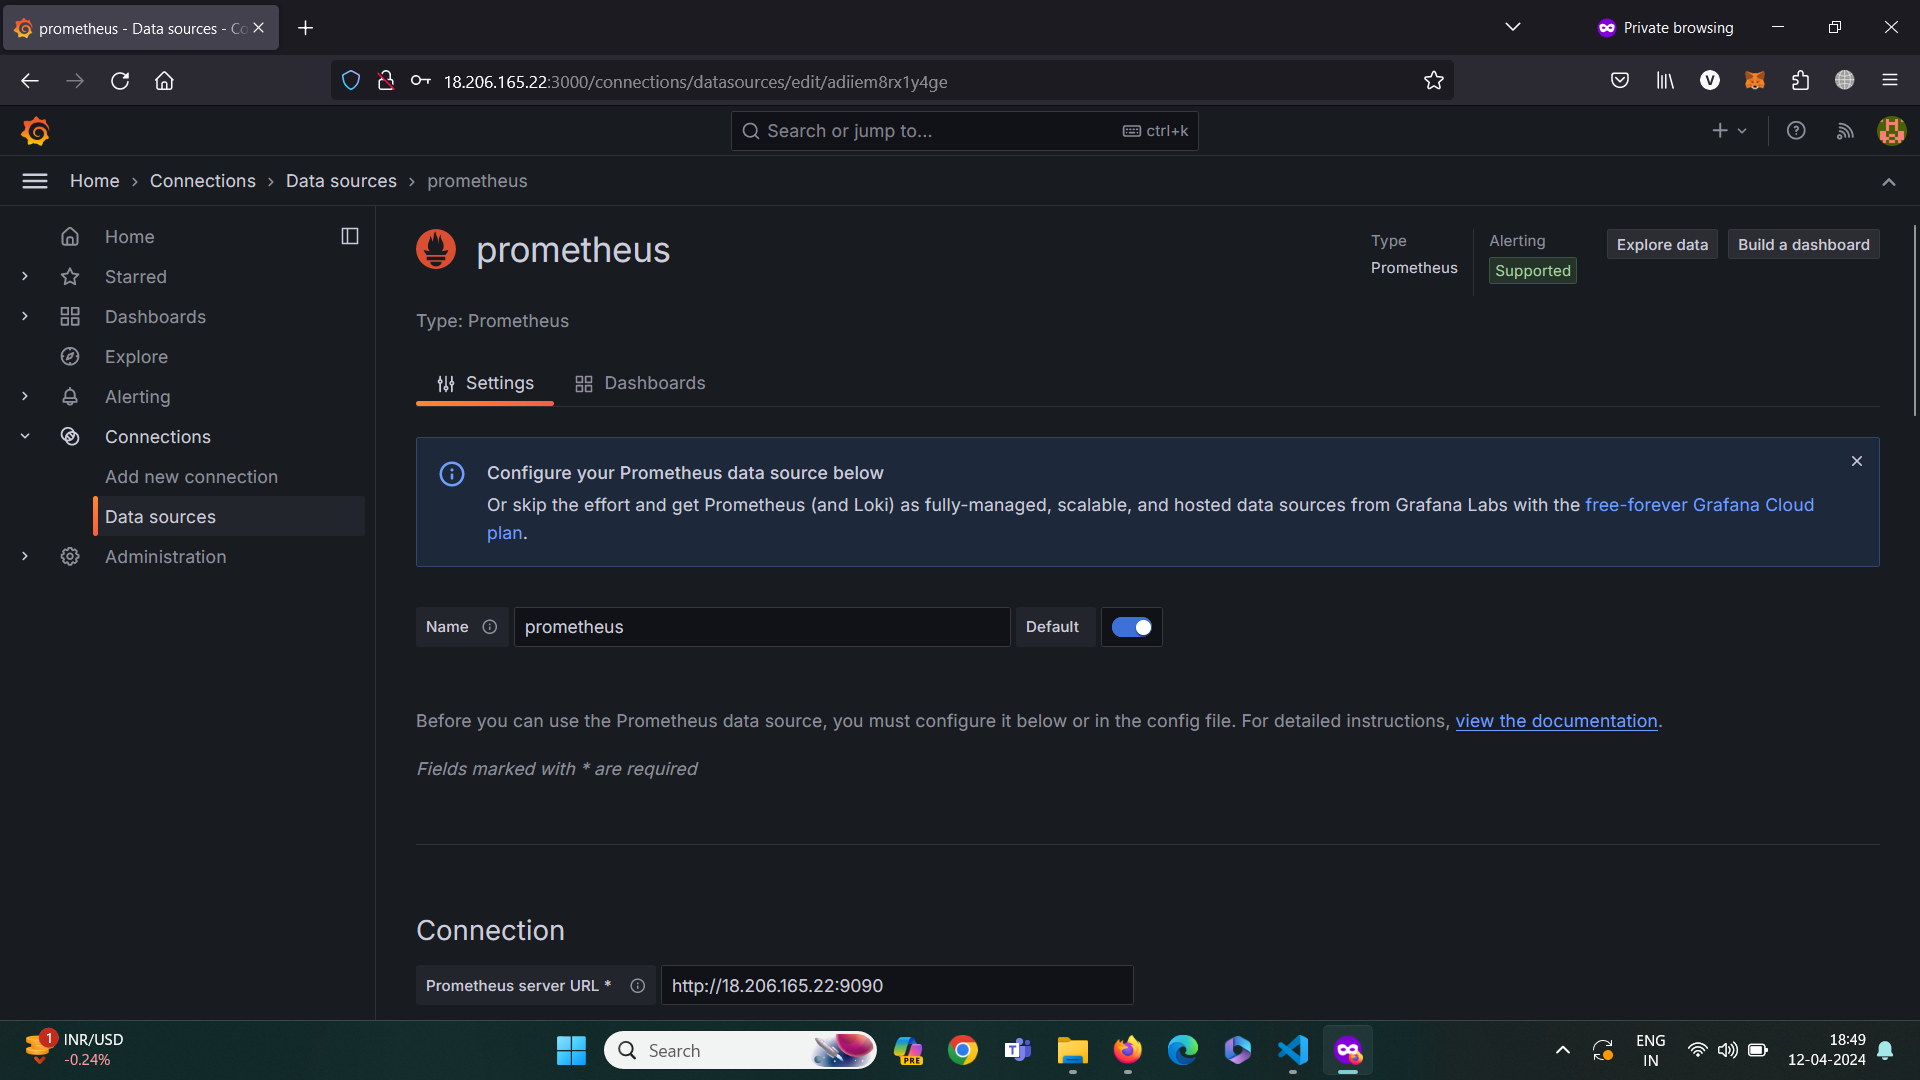 prometheus - Data sources - Co
Private browsing
18.206.165.22:3000/connections/datasources/edit/adiiem8rx1y4ge
V
Search or jump to...
ctrl+k
Home
Connections
Data sources
prometheus
Home
Starred
Dashboards
Explore
Alerting
Connections
Add new connection
Data sources
Administration
prometheus
Type
Prometheus
Alerting
Supported
Explore data
Build a dashboard
Type: Prometheus
Settings
Dashboards
Configure your Prometheus data source below
Or skip the effort and get Prometheus (and Loki) as fully-managed, scalable, and hosted data sources from Grafana Labs with the free-forever Grafana Cloud
plan.
Name
prometheus
Default
Before you can use the Prometheus data source, you must configure it below or in the config file. For detailed instructions, view the documentation.
Fields marked with * are required
Connection
Prometheus server URL *
http://18.206.165.22:9090
1
INR/USD
-0.24%
Search
PRE
ENG
IN
18:49
12-04-2024